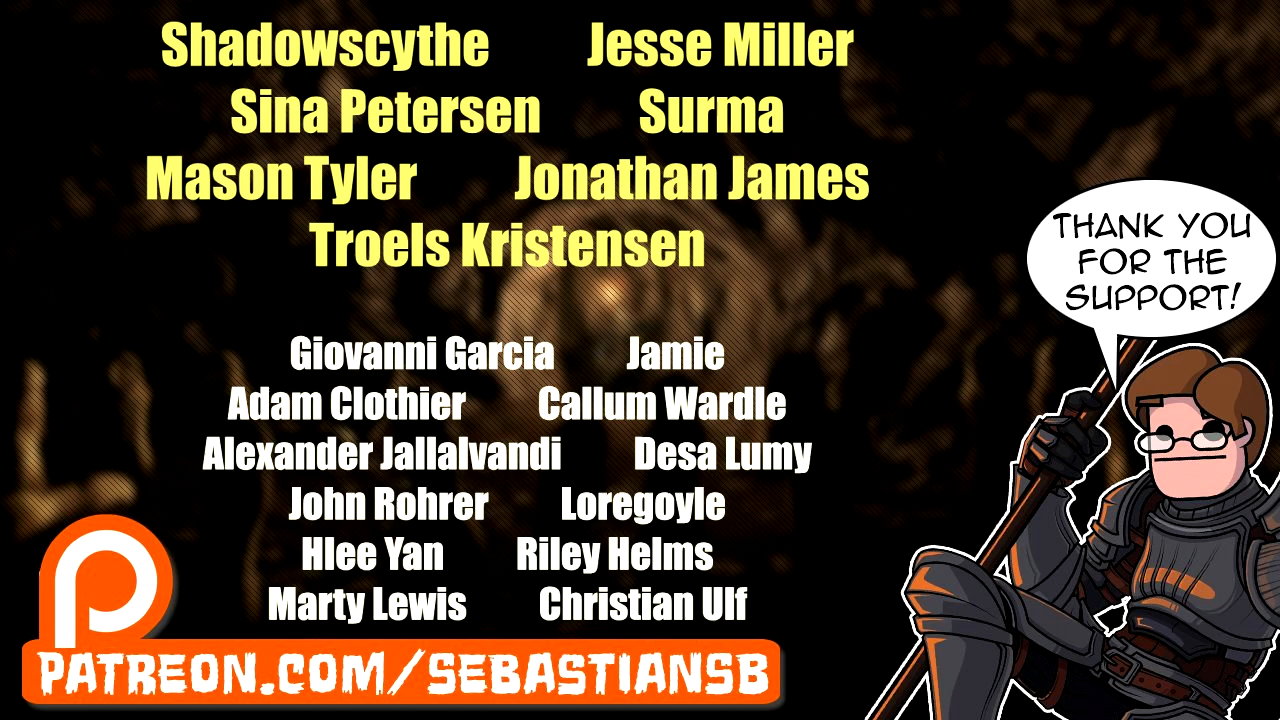 Shadowscythe Jesse Miller
Sina Petersen Surma
Mason Tyler Jonathan James
Troels Kristensen
Giovanni Garcia Jamie
Adam Clothier Callum Wardle
Alexander Jallalvandi Desa Lumy
John Rohrer Loregoyle
Hlee Yan Riley Helms
Marty Lewis Christian Ulf
PATREON.COM/SEBASTIANSB
THANK YOU
FOR THE
SUPPORT!